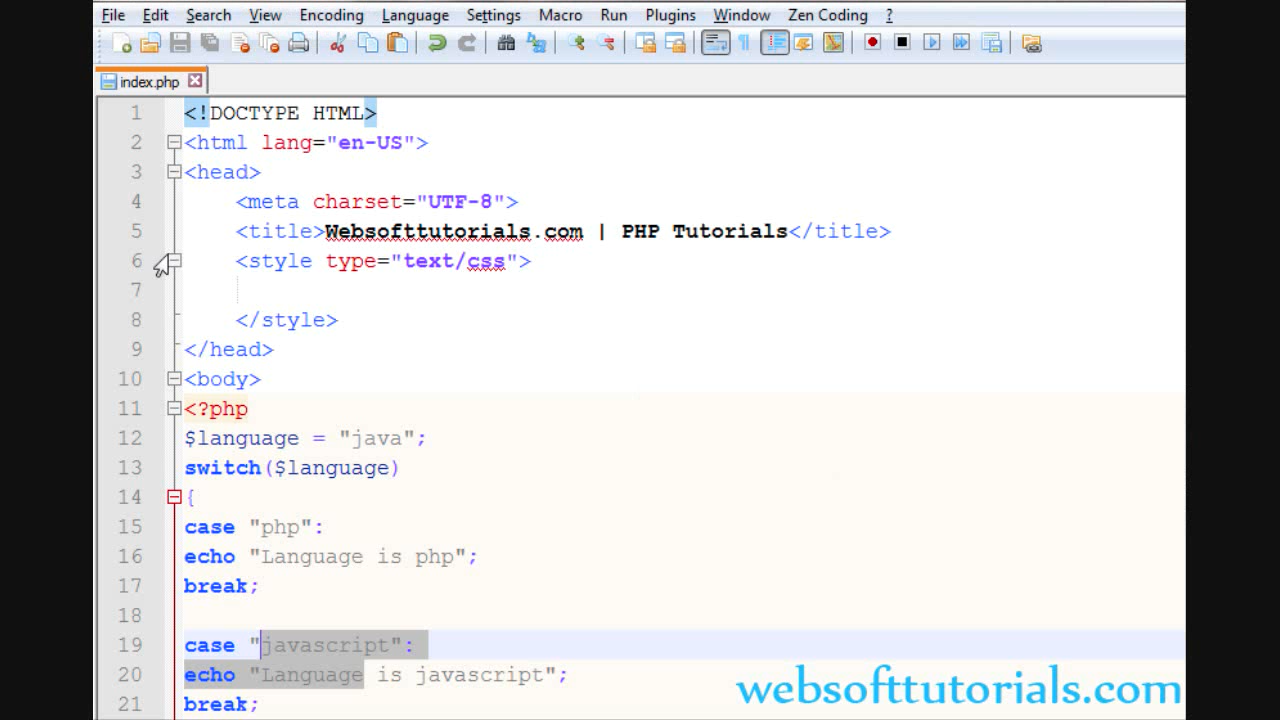 File Edit Search View Encoding Language Settings Macro Run Plugins Window Zen Coding ?
index.php
1 <!DOCTYPE HTML>
2 <html lang="en-US">
3 <head>
4 <meta charset="UTF-8">
5 <title>Websofttutorials.com | PHP Tutorials</title>
6 <style type="text/css">
7
8 </style>
9 </head>
10 <body>
11 <?php
12 $language = "java";
13 switch($language)
14 {
15 case "php":
16 echo "Language is php";
17 break;
18
19 case "javascript":
20 echo "Language is javascript";
21 break;
websofttutorials.com